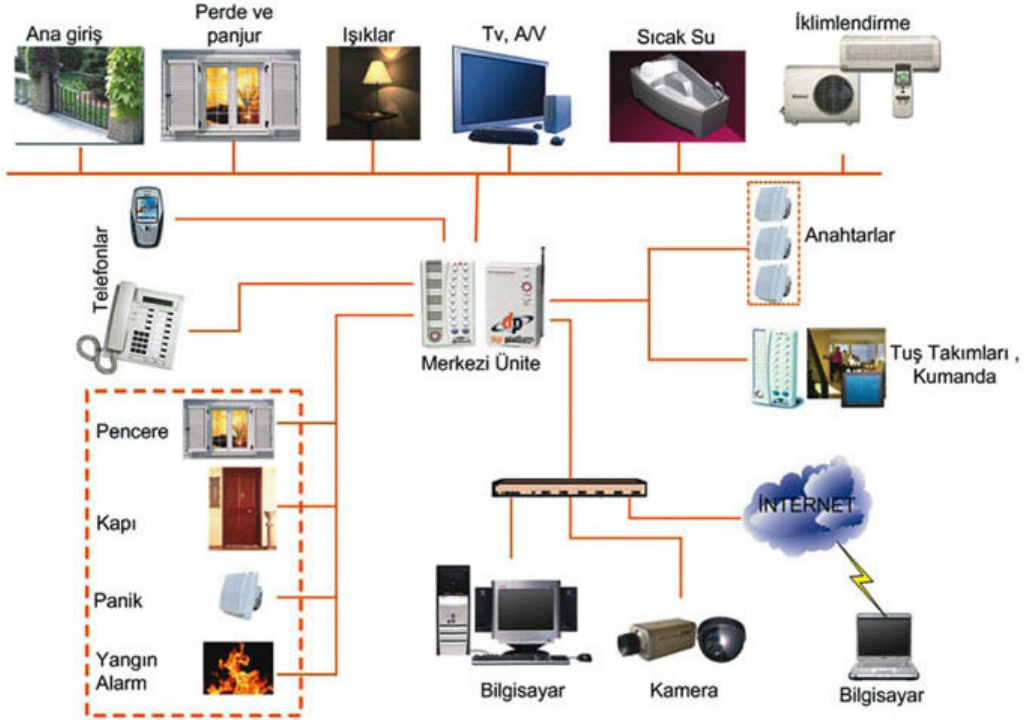 Ana giriş
Perde ve
panjur
Işıklar
Tv, A/V
Sıcak Su
İklimlendirme
Telefonlar
Anahtarlar
dp
Merkezi Ünite
Tuş Takımları ,
Kumanda
Pencere
Kapı
Panik
Yangın
Alarm
İNTERNET
Bilgisayar
Kamera
Bilgisayar